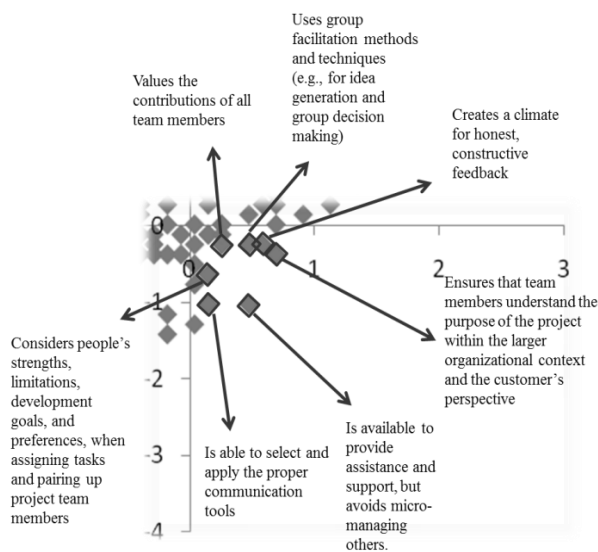 Uses group
facilitation methods
and techniques
(e.g., for idea
generation and
group decision
making)
Values the
contributions of all
team members
Creates a climate
for honest,
constructive
feedback
0
0
1
2
3
-1
-2
-3
-4
Ensures that team
members understand the
purpose of the project
within the larger
organizational context
and the customer’s
perspective
Considers people’s
strengths,
limitations,
development
goals, and
preferences, when
assigning tasks
and pairing up
project team
members
Is able to select and
apply the proper
communication
tools
Is available to
provide
assistance and
support, but
avoids micro-
managing
others.